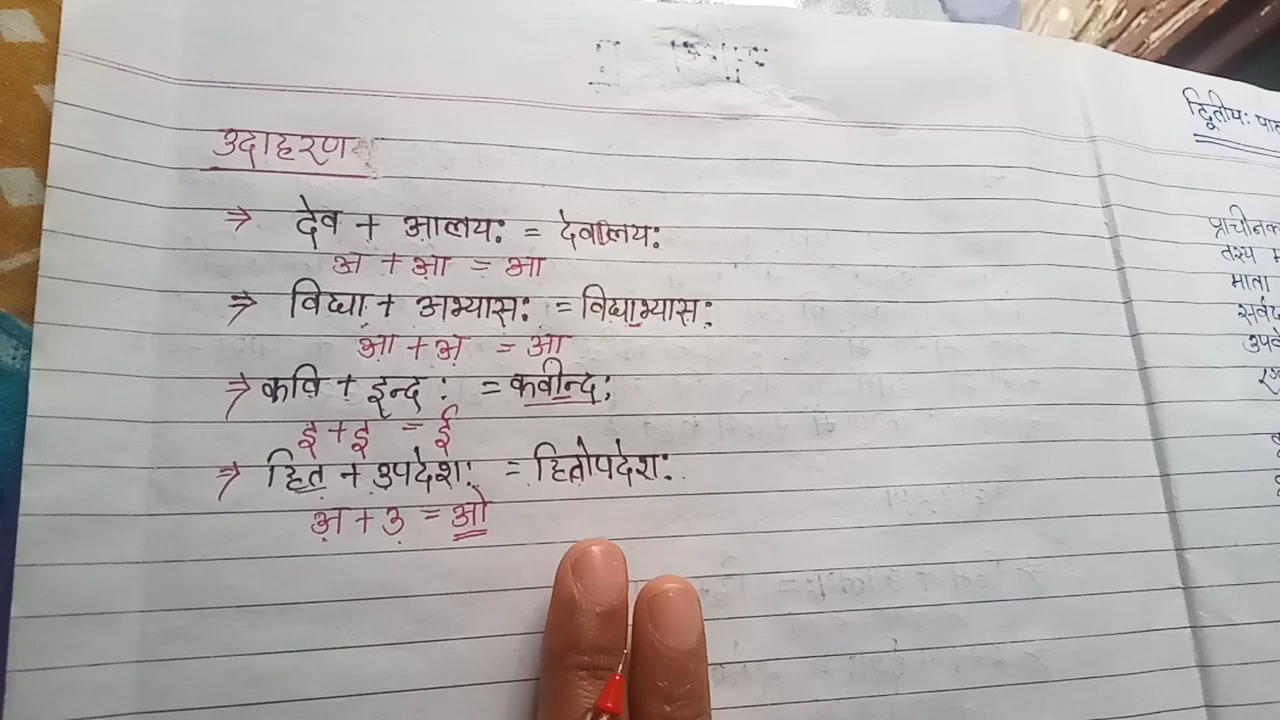 उदाहरण
⇒ देव + आलयः = देवालयः
अ + आ = आ
⇒ विद्या + अभ्यासः = विद्याभ्यासः
आ + अ = आ
⇒ कवि + इन्द्रः = कवीन्द्रः
इ + इ = ई
⇒ हित + उपदेशः = हितोपदेशः
अ + उ = ओ
द्वितीयः
माता